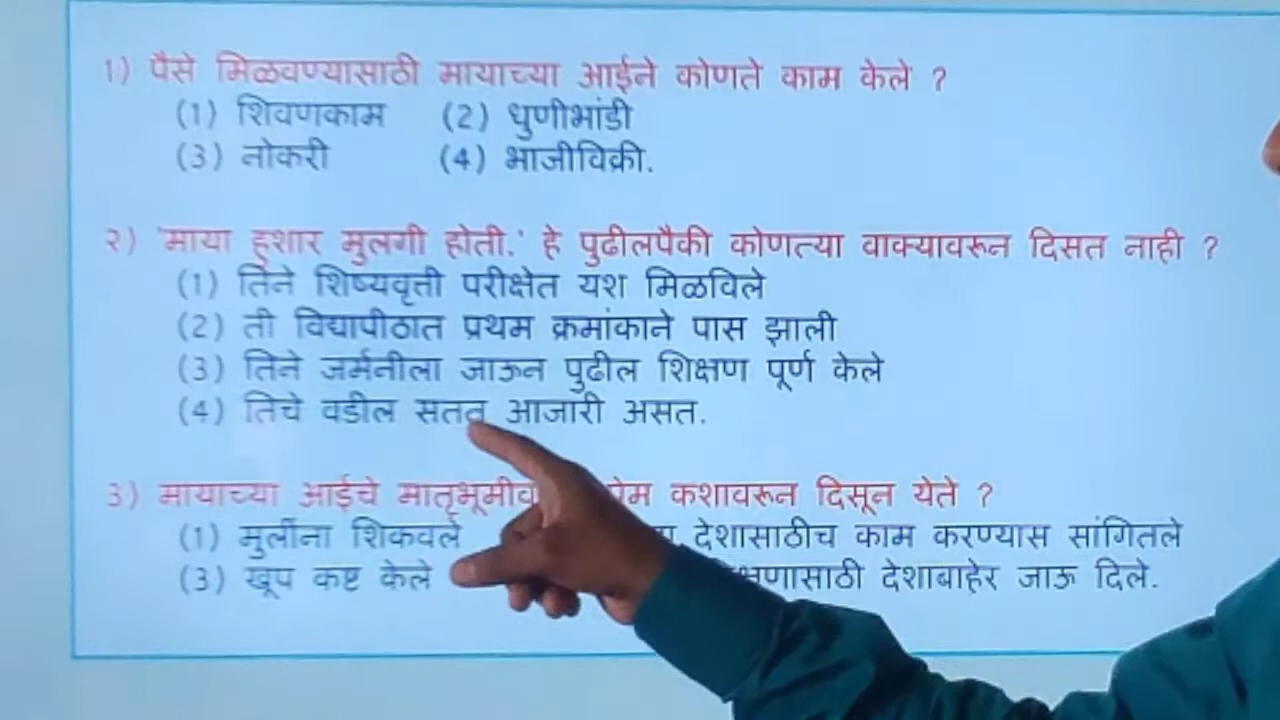 1) पैसे मिळवण्यासाठी मायाच्या आईने कोणते काम केले ?
(1) शिवणकाम (2) धुणीभांडी
(3) नोकरी (4) भाजीविक्री.
२) 'माया हुशार मुलगी होती.' हे पुढीलपैकी कोणत्या वाक्यावरून दिसत नाही ?
(1) तिने शिष्यवृत्ती परीक्षेत यश मिळविले
(2) ती विद्यापीठात प्रथम क्रमांकाने पास झाली
(3) तिने जर्मनीला जाऊन पुढील शिक्षण पूर्ण केले
(4) तिचे वडील सतत आजारी असत.
3) मायाच्या आईचे कशावरून दिसून येते ?
(1) मुलींना शिकवले देशासाठीच काम करण्यास सांगितले
(3) खूप कष्ट केले देशाबाहेर जाऊ दिले.